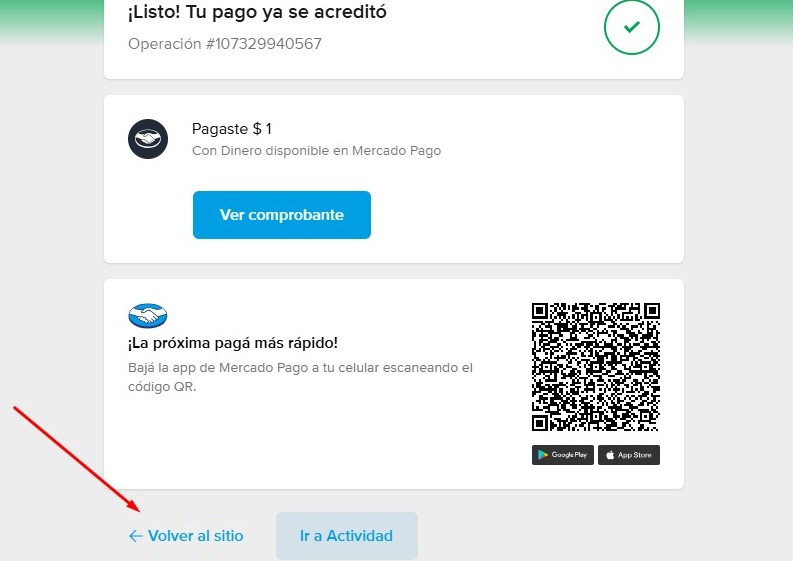 ¡Listo! Tu pago ya se acreditó
Operación #107329940567
Pagaste $ 1
Con Dinero disponible en Mercado Pago
Ver comprobante
¡La próxima pagá más rápido!
Bajá la app de Mercado Pago a tu celular escaneando el
código QR.
Google Play
App Store
← Volver al sitio
Ir a Actividad